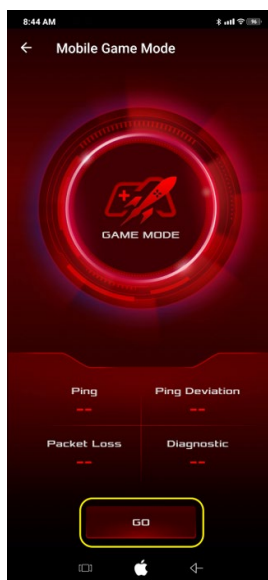 8:44 AM
Mobile Game Mode
GAME MODE
Ping
--
Ping Deviation
--
Packet Loss
--
Diagnostic
--
GO